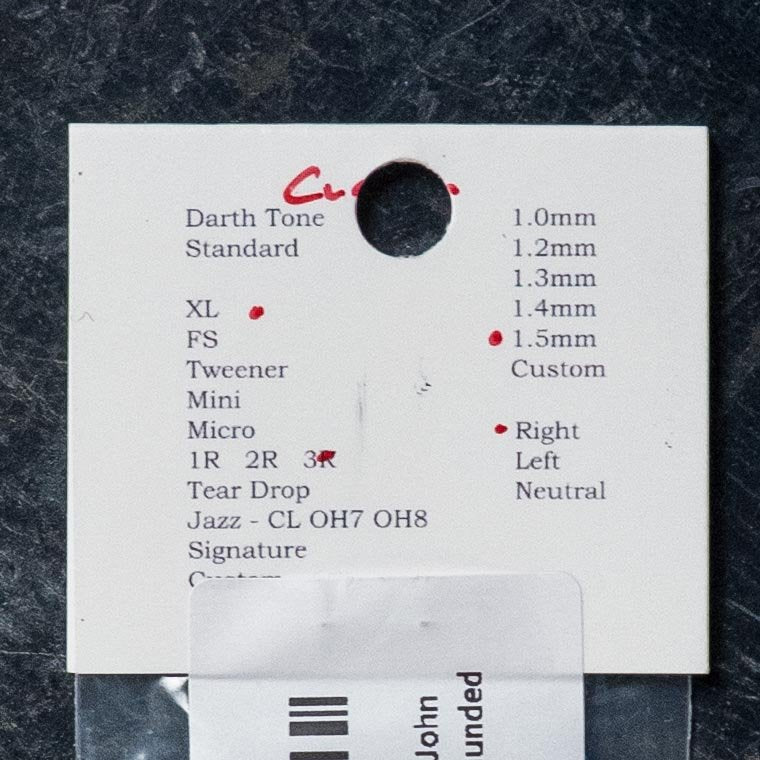 Darth Tone
Standard
XL
FS
Tweener
Mini
Micro
1R 2R 3R
Tear Drop
Jazz - CL OH7 OH8
Signature
1.0mm
1.2mm
1.3mm
1.4mm
1.5mm
Custom
Right
Left
Neutral
John
unded